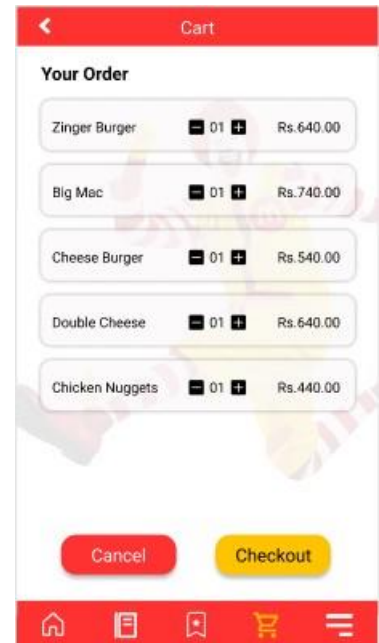 Cart
Your Order
Zinger Burger 01 Rs.640.00
Big Mac 01 Rs.740.00
Cheese Burger 01 Rs.540.00
Double Cheese 01 Rs.640.00
Chicken Nuggets 01 Rs.440.00
Cancel Checkout